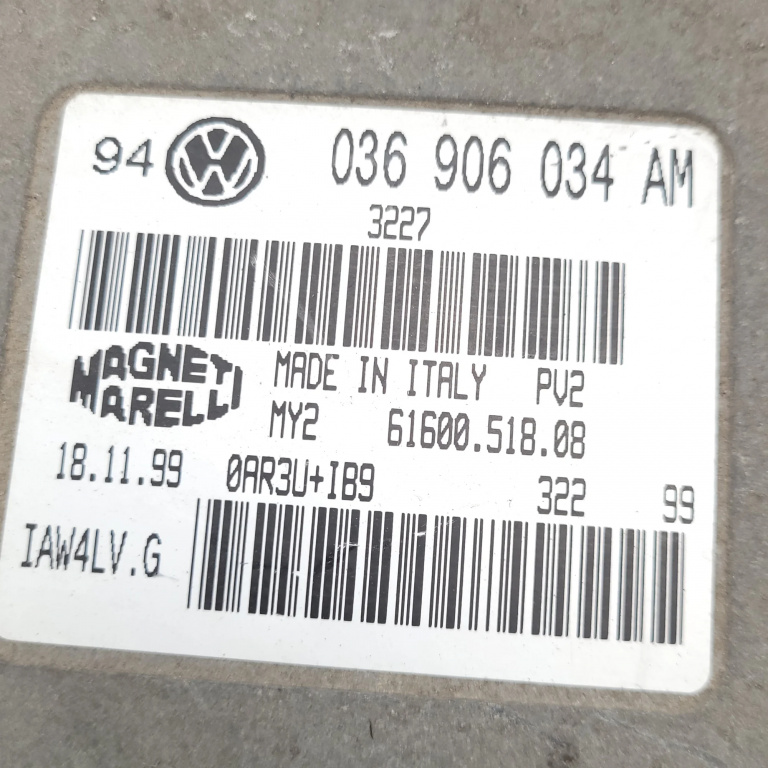 94 VW 036 906 034 AM
3227
MAGNETI MADE IN ITALY PV2
MARELLI MY2 61600.518.08
18.11.99 0AR3U+IB9 322 99
IAW4LV.G